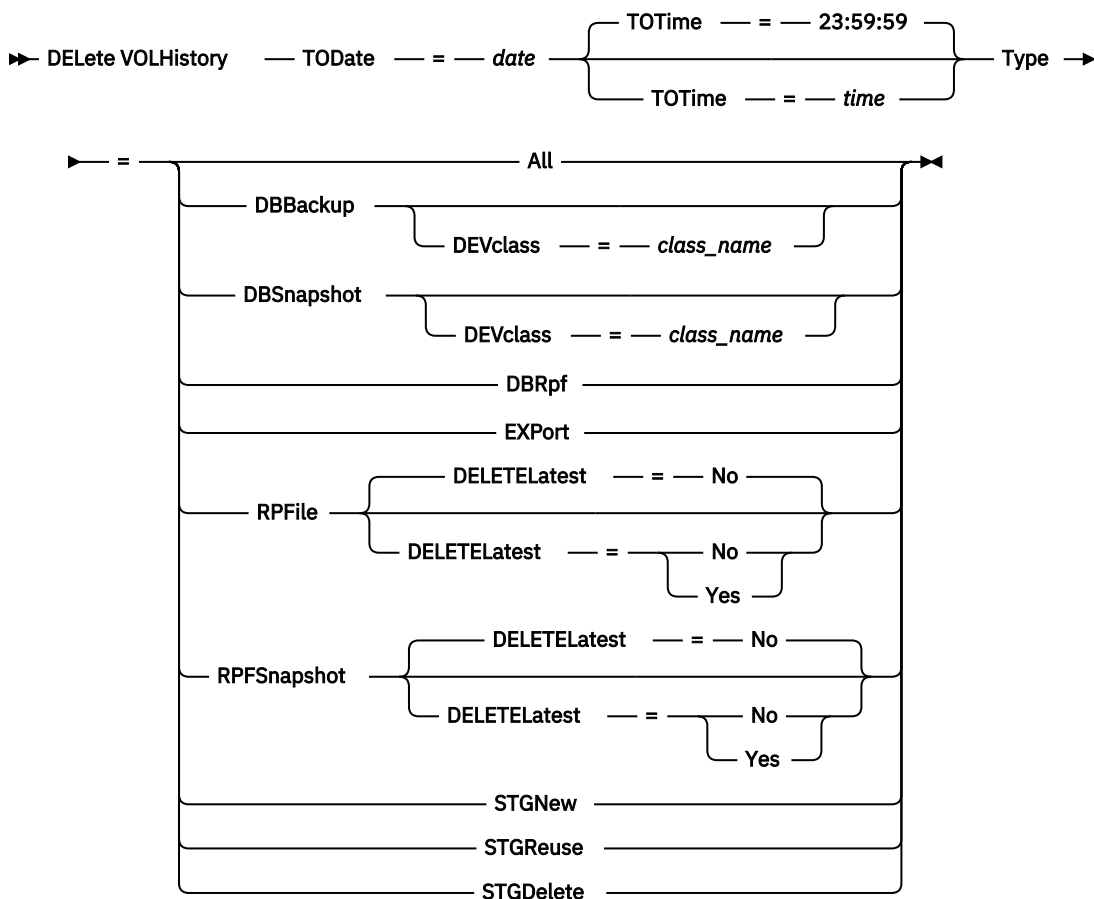 TOTime = 23:59:59
DELete VOLHistory TODate = date Type
TOTime = time
= All
DBBackup
DEVclass = class_name
DBSnapshot
DEVclass = class_name
DBRpf
EXPort
DELETELatest = No
RPFile
DELETELatest = No
Yes
DELETELatest = No
RPFSnapshot
DELETELatest = No
Yes
STGNew
STGReuse
STGDelete